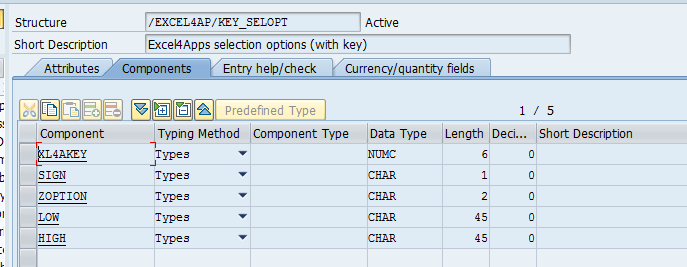 Structure /EXCEL4AP/KEY_SELOPT Active
Short Description Excel4Apps selection options (with key)
Attributes Components Entry help/check Currency/quantity fields
Predefined Type 1 / 5
Component Typing Method Component Type Data Type Length Deci... Short Description
XL4AKEY Types NUMC 6 0
SIGN Types CHAR 1 0
ZOPTION Types CHAR 2 0
LOW Types CHAR 45 0
HIGH Types CHAR 45 0